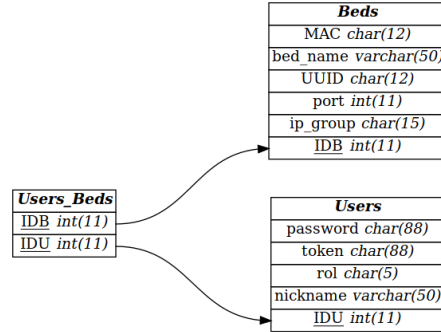 Beds
MAC char(12)
bed_name varchar(50)
UUID char(12)
port int(11)
ip_group char(15)
IDB int(11)
Users_Beds
IDB int(11)
IDU int(11)
Users
password char(88)
token char(88)
rol char(5)
nickname varchar(50)
IDU int(11)